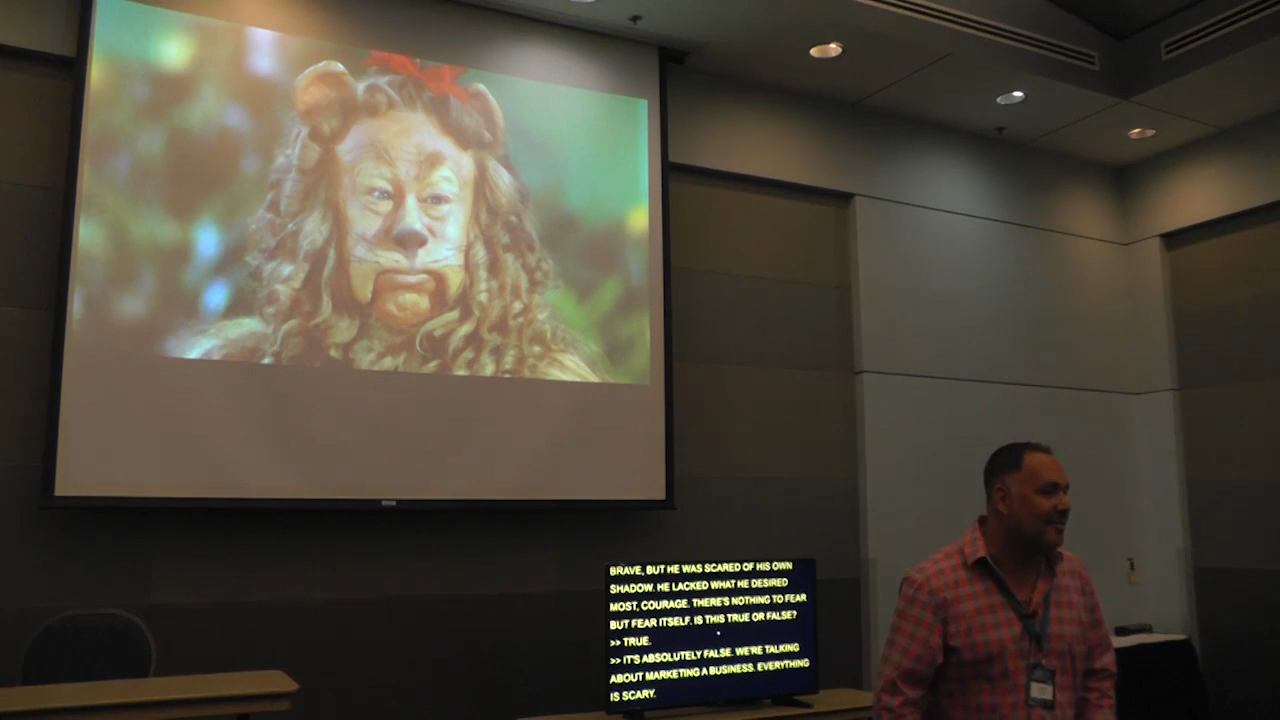 BRAVE, BUT HE WAS SCARED OF HIS OWN
SHADOW. HE LACKED WHAT HE DESIRED
MOST, COURAGE. THERE'S NOTHING TO FEAR
BUT FEAR ITSELF. IS THIS TRUE OR FALSE?
>> TRUE.
>> IT'S ABSOLUTELY FALSE. WE'RE TALKING
ABOUT MARKETING A BUSINESS. EVERYTHING
IS SCARY.